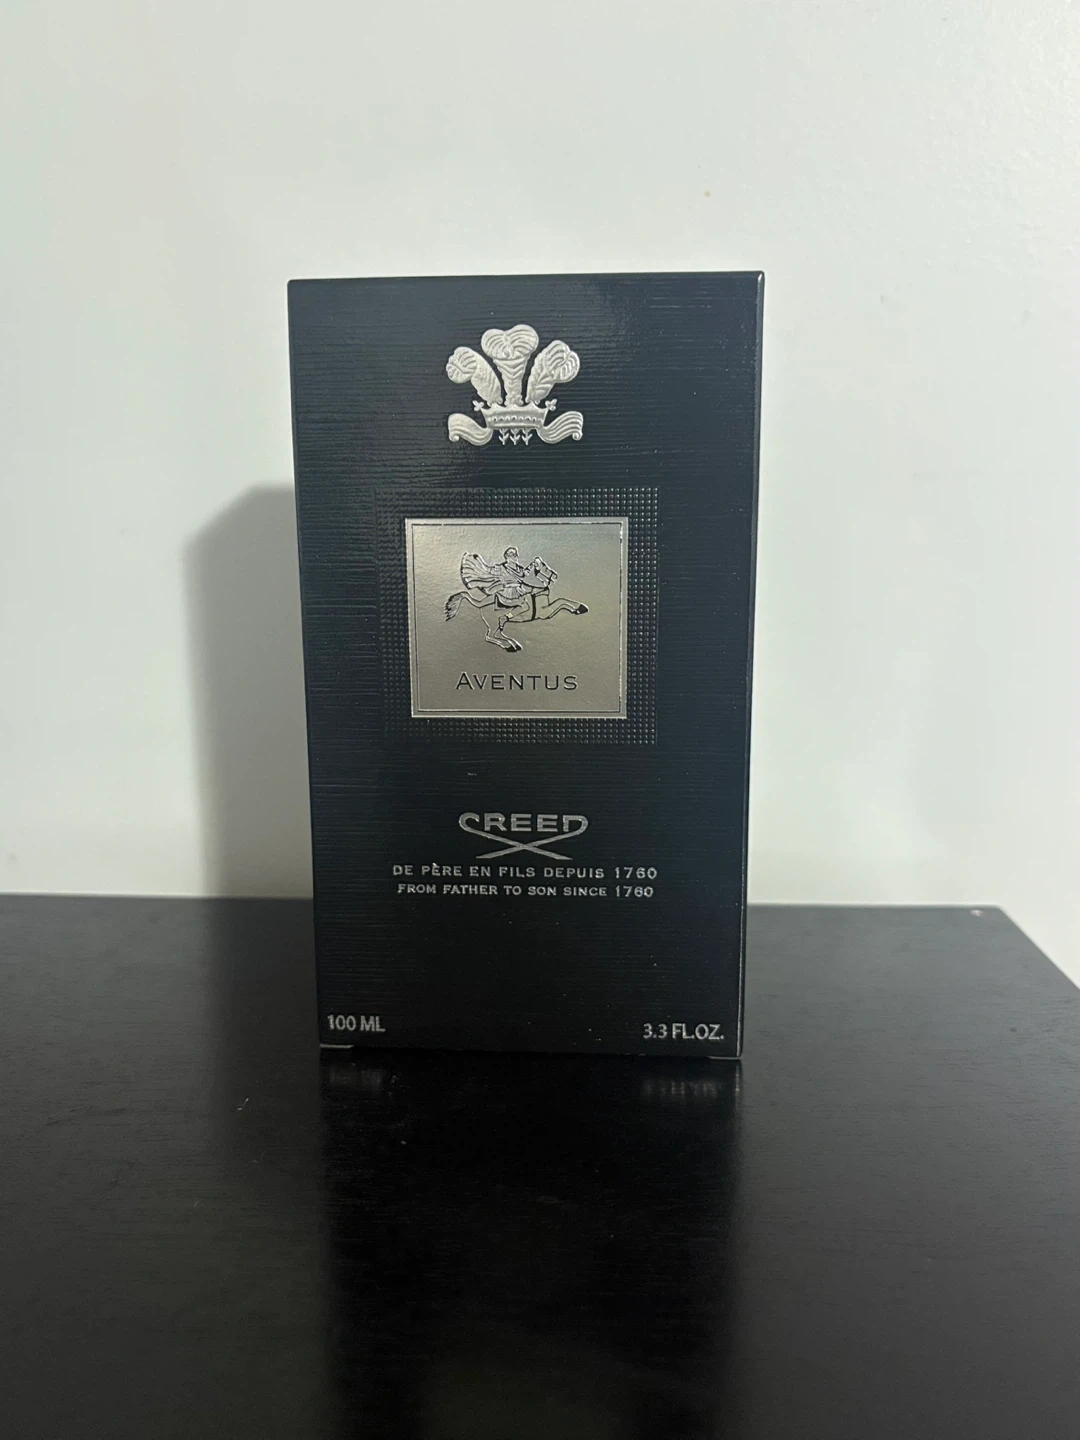 AVENTUS
CREED
DE PÈRE EN FILS DEPUIS 1760
FROM FATHER TO SON SINCE 1760
100 ML
3.3 FL.OZ.